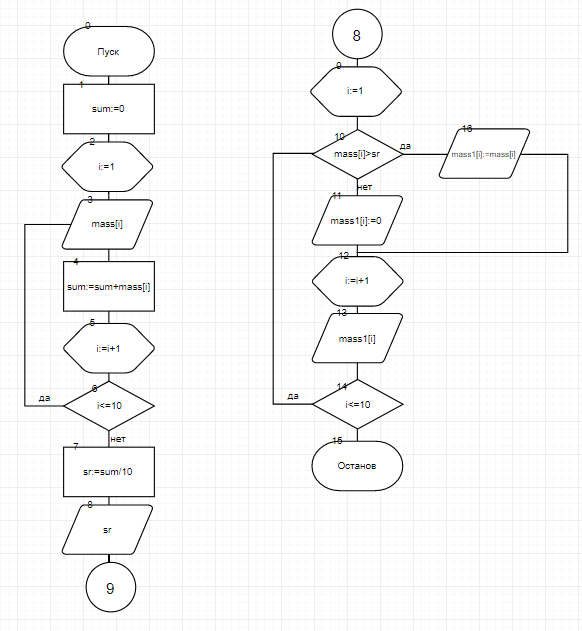 0
Пуск
1
sum:=0
2
i:=1
3
mass[i]
4
sum:=sum+mass[i]
5
i:=i+1
6
i<=10
да
нет
7
sr:=sum/10
8
sr
9
8
9
i:=1
10
mass[i]>sr
да
16
mass1[i]:=mass[i]
нет
11
mass1[i]:=0
12
i:=i+1
13
mass1[i]
14
i<=10
да
15
Останов